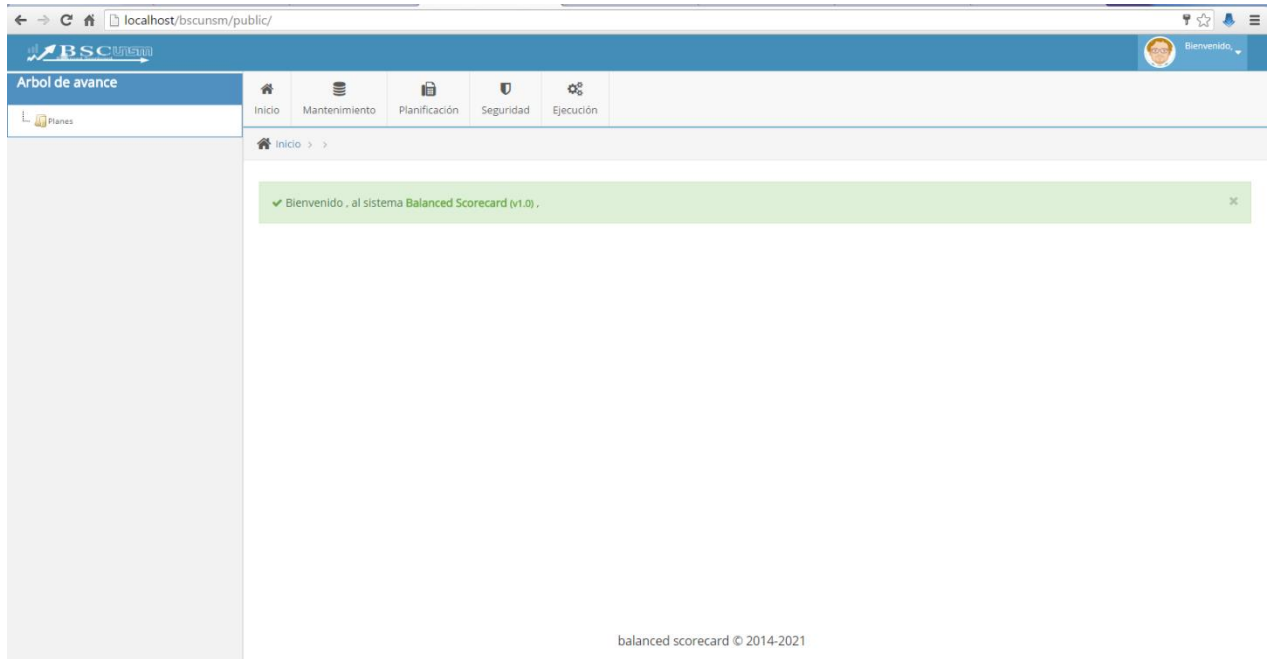 localhost/bscunsm/public/
BSCunsm
Bienvenido,
Arbol de avance
Planes
Inicio
Mantenimiento
Planificación
Seguridad
Ejecución
Inicio > >
Bienvenido , al sistema Balanced Scorecard (v1.0) .
balanced scorecard © 2014-2021